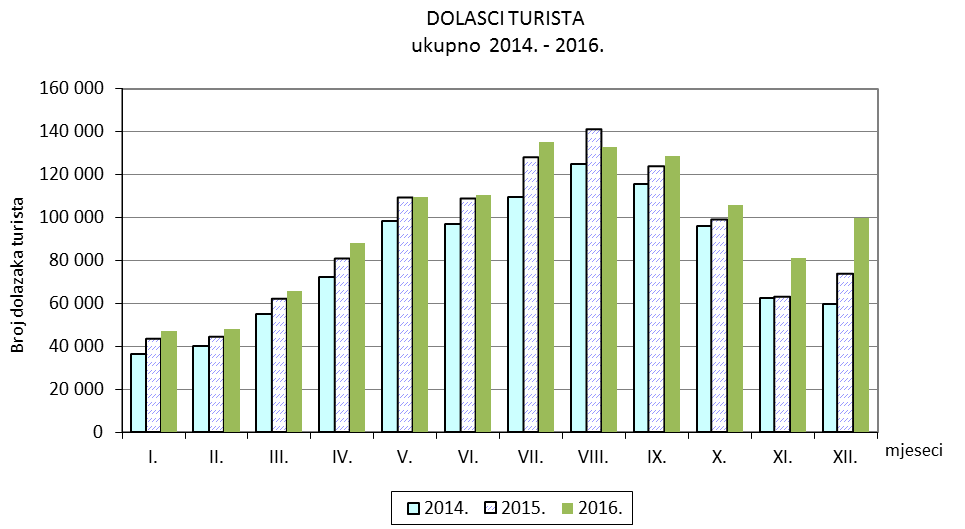 DOLASCI TURISTA
ukupno 2014. - 2016.
Broj dolazaka turista
160 000
140 000
120 000
100 000
80 000
60 000
40 000
20 000
0
I. II. III. IV. V. VI. VII. VIII. IX. X. XI. XII. mjeseci
2014. 2015. 2016.